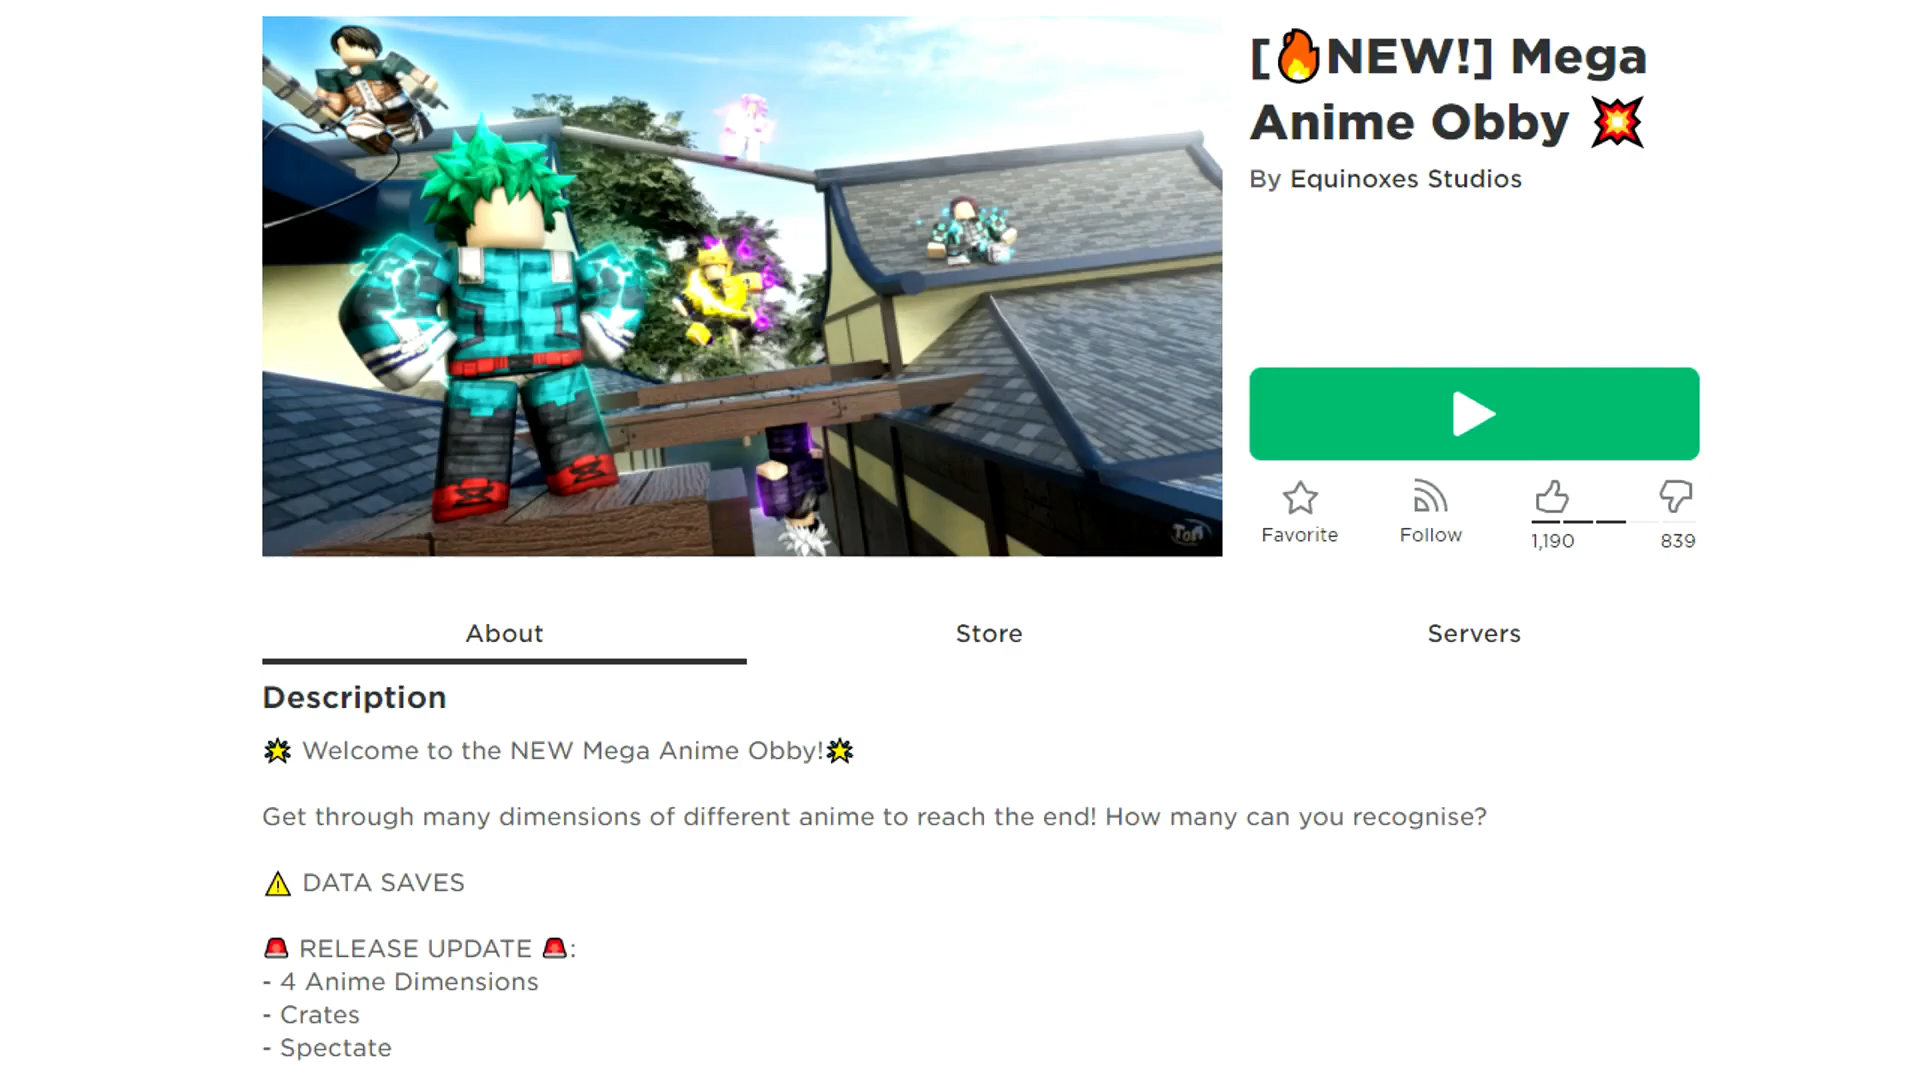 [🔥NEW!] Mega
Anime Obby 💥
By Equinoxes Studios
Favorite
Follow
1,190
839
About
Store
Servers
Description
🌟 Welcome to the NEW Mega Anime Obby!🌟
Get through many dimensions of different anime to reach the end! How many can you recognise?
⚠️ DATA SAVES
🚨 RELEASE UPDATE 🚨:
- 4 Anime Dimensions
- Crates
- Spectate